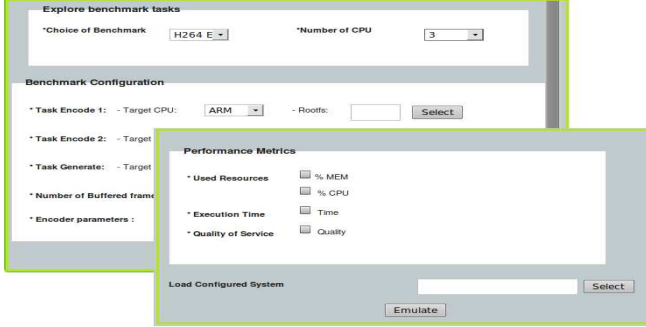 Explore benchmark tasks
*Choice of Benchmark H264 E *Number of CPU 3
Benchmark Configuration
* Task Encode 1: - Target CPU: ARM - Rootfs: Select
* Task Encode 2: - Target
* Task Generate: - Target
* Number of Buffered frame
* Encoder parameters :
Performance Metrics
* Used Resources % MEM
% CPU
* Execution Time Time
* Quality of Service Quality
Load Configured System Select
Emulate